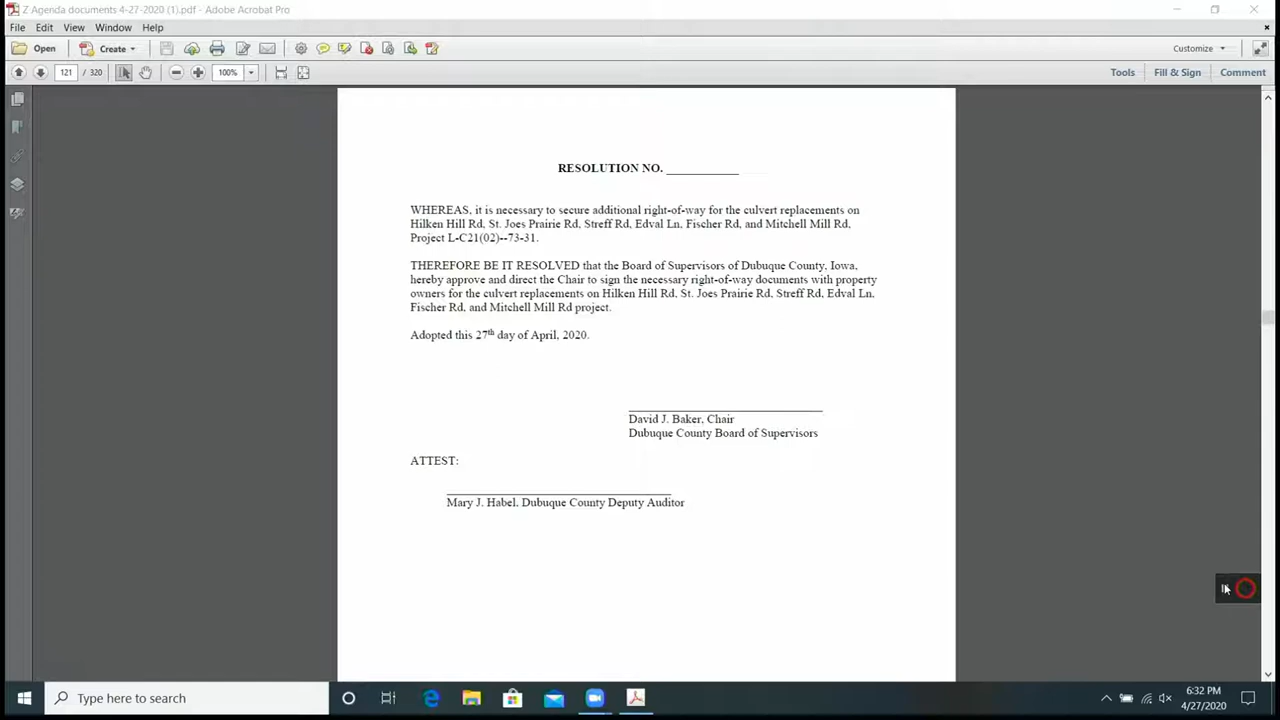 Z Agenda documents 4-27-2020 (1).pdf - Adobe Acrobat Pro
File Edit View Window Help
Open Create Customize
121 / 320 100% Tools Fill & Sign Comment
RESOLUTION NO. ___________
WHEREAS, it is necessary to secure additional right-of-way for the culvert replacements on
Hilken Hill Rd, St. Joes Prairie Rd, Streff Rd, Edval Ln, Fischer Rd, and Mitchell Mill Rd,
Project L-C21(02)--73-31.
THEREFORE BE IT RESOLVED that the Board of Supervisors of Dubuque County, Iowa,
hereby approve and direct the Chair to sign the necessary right-of-way documents with property
owners for the culvert replacements on Hilken Hill Rd, St. Joes Prairie Rd, Streff Rd, Edval Ln,
Fischer Rd, and Mitchell Mill Rd project.
Adopted this 27th day of April, 2020.
David J. Baker, Chair
Dubuque County Board of Supervisors
ATTEST:
Mary J. Habel, Dubuque County Deputy Auditor
Type here to search
6:32 PM
4/27/2020